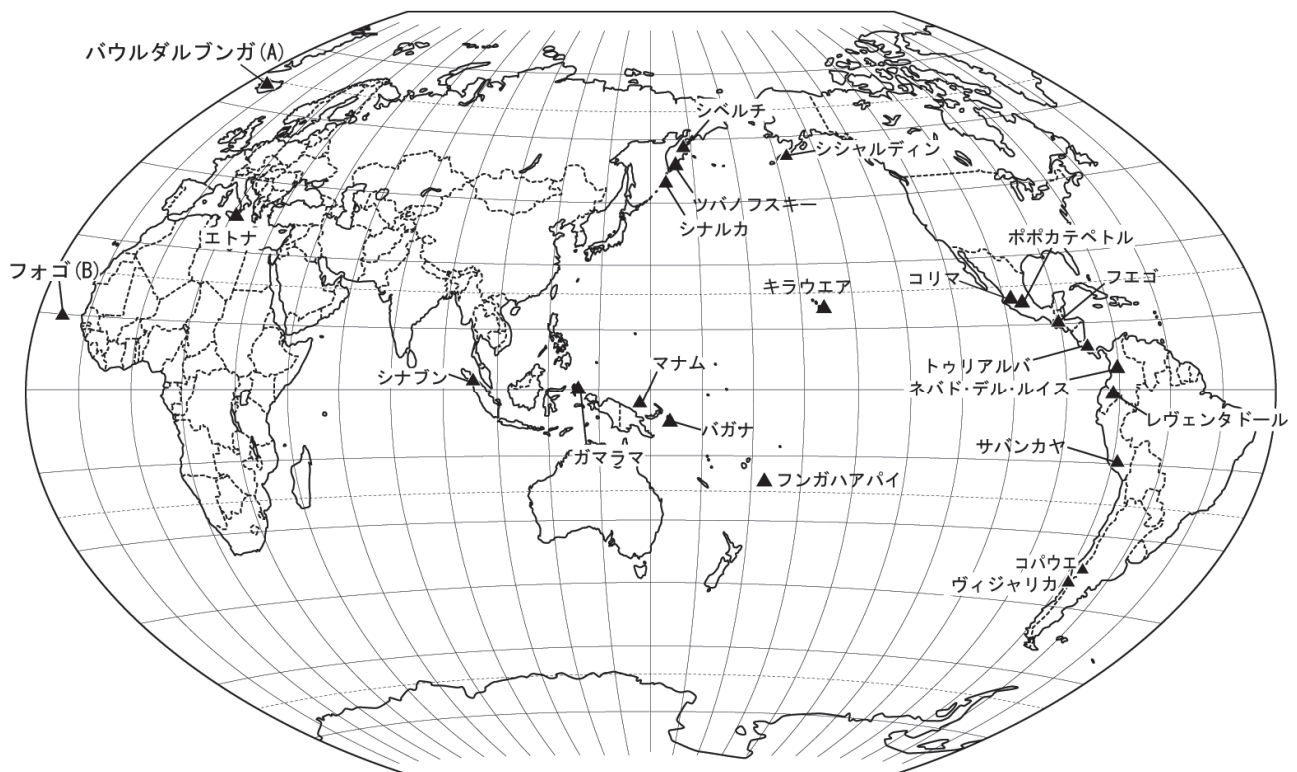 バウルダルブンガ(A)
シベルチ
シシャルディン
ツバノフスキー
シナルカ
エトナ
ポポカテペトル
フォゴ(B)
コリマ
フエゴ
キラウエア
シナブン
マナム
トゥリアルバ
ネバド・デル・ルイス
バガナ
レヴェンタドール
ガマラマ
サバンカヤ
フンガハアパイ
コパウエ
ヴィジャリカ